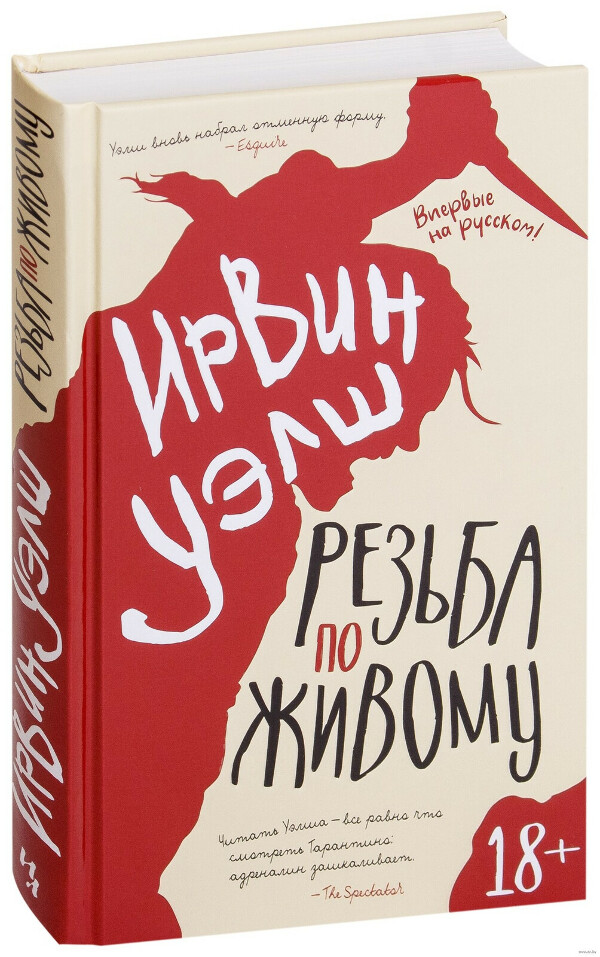 Уэлш вновь набрал отменную форму.
—Esquire
Впервые
на русском!
ИРВИН
УЭЛШ
РЕЗЬБА
ПО
ЖИВОМУ
Читать Уэлша — все равно что
смотреть Тарантино:
адреналин зашкаливает.
—The Spectator
18+
ИРВИН УЭЛШ РЕЗЬБА ПО ЖИВОМУ